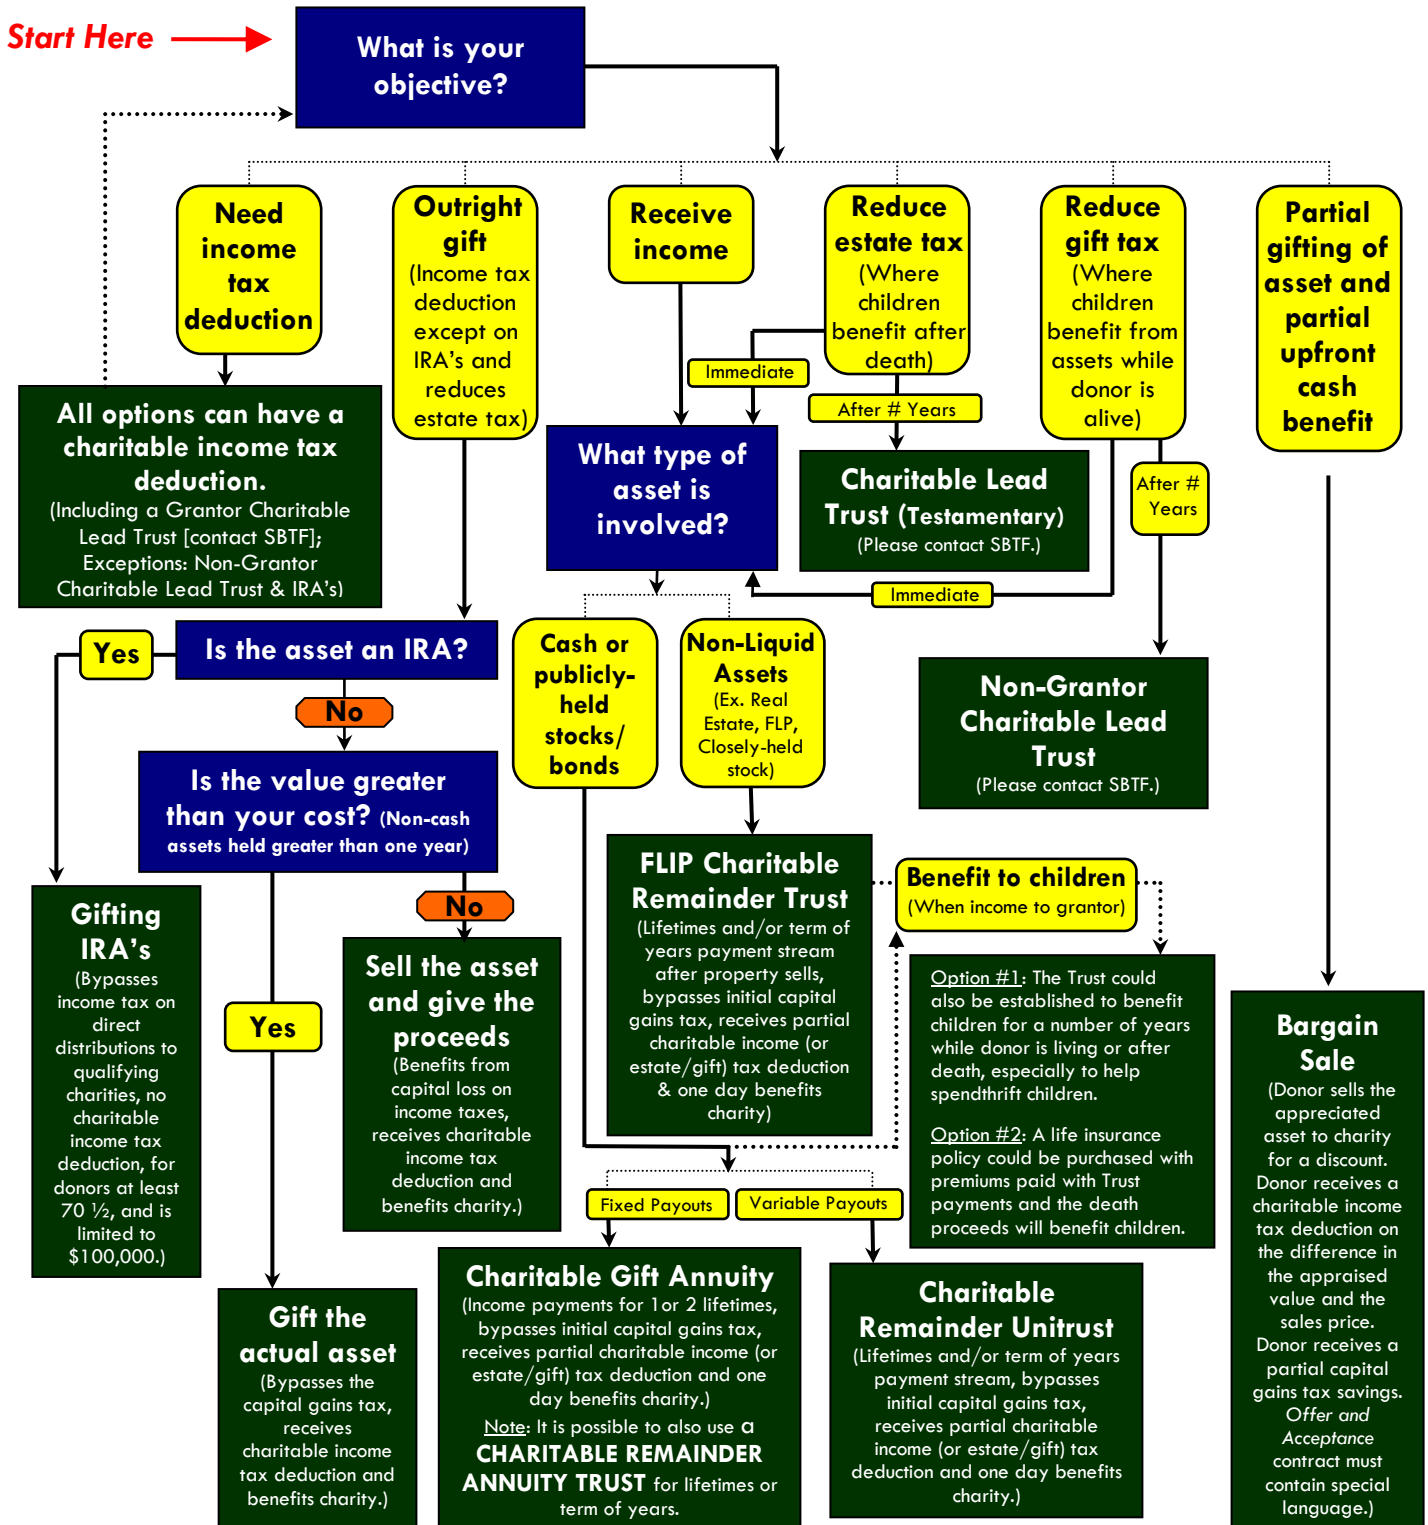 Start Here
What is your
objective?
Need
income
tax
deduction
Outright
gift
(Income tax
deduction
except on
IRA's and
reduces
estate tax)
Receive
income
Reduce
estate tax
(Where
children
benefit after
death)
Reduce
gift tax
(Where
children
benefit from
assets while
donor is
alive)
Partial
gifting of
asset and
partial
upfront
cash
benefit
Immediate
After # Years
All options can have a
charitable income tax
deduction.
(Including a Grantor Charitable
Lead Trust [contact SBTF];
Exceptions: Non-Grantor
Charitable Lead Trust & IRA's)
What type of
asset is
involved?
Charitable Lead
Trust (Testamentary)
(Please contact SBTF.)
After #
Years
Immediate
Yes
Is the asset an IRA?
No
Cash or
publicly-
held
stocks/
bonds
Non-Liquid
Assets
(Ex. Real
Estate, FLP,
Closely-held
stock)
Non-Grantor
Charitable Lead
Trust
(Please contact SBTF.)
Is the value greater
than your cost? (Non-cash
assets held greater than one year)
FLIP Charitable
Remainder Trust
(Lifetimes and/or term of
years payment stream
after property sells,
bypasses initial capital
gains tax, receives partial
charitable income (or
estate/gift) tax deduction
& one day benefits
charity)
Benefit to children
(When income to grantor)
Gifting
IRA's
(Bypasses
income tax on
direct
distributions to
qualifying
charities, no
charitable
income tax
deduction, for
donors at least
70 ½, and is
limited to
$100,000.)
No
Yes
Sell the asset
and give the
proceeds
(Benefits from
capital loss on
income taxes,
receives charitable
income tax
deduction and
benefits charity.)
Option #1: The Trust could
also be established to benefit
children for a number of years
while donor is living or after
death, especially to help
spendthrift children.
Option #2: A life insurance
policy could be purchased with
premiums paid with Trust
payments and the death
proceeds will benefit children.
Bargain
Sale
(Donor sells the
appreciated
asset to charity
for a discount.
Donor receives a
charitable income
tax deduction on
the difference in
the appraised
value and the
sales price.
Donor receives a
partial capital
gains tax savings.
Offer and
Acceptance
contract must
contain special
language.)
Fixed Payouts
Variable Payouts
Gift the
actual asset
(Bypasses the
capital gains tax,
receives
charitable income
tax deduction and
benefits charity.)
Charitable Gift Annuity
(Income payments for 1or 2 lifetimes,
bypasses initial capital gains tax,
receives partial charitable income (or
estate/gift) tax deduction and one
day benefits charity.)
Note: It is possible to also use a
CHARITABLE REMAINDER
ANNUITY TRUST for lifetimes or
term of years.
Charitable
Remainder Unitrust
(Lifetimes and/or term of years
payment stream, bypasses
initial capital gains tax,
receives partial charitable
income (or estate/gift) tax
deduction and one day benefits
charity.)